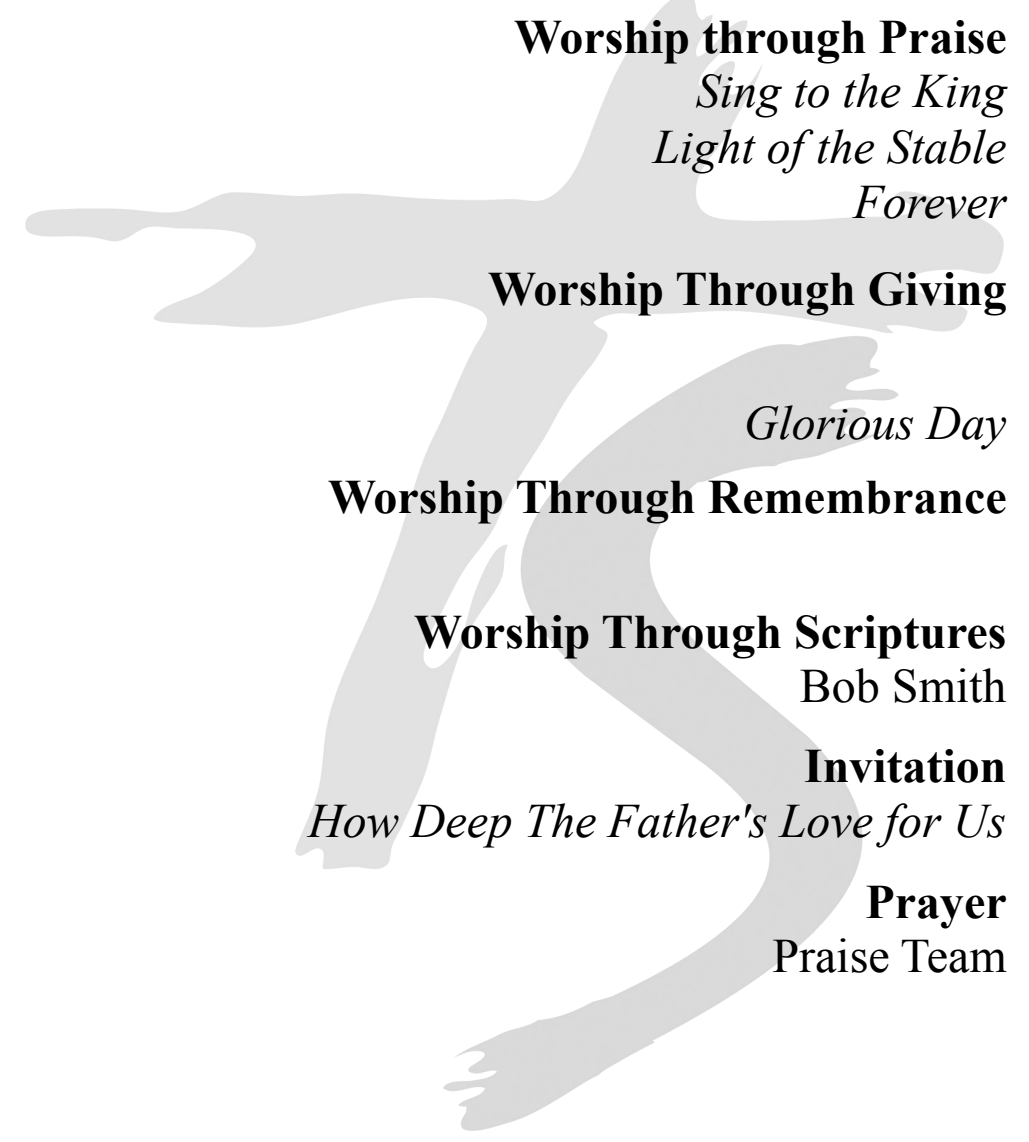 Worship through Praise
Sing to the King
Light of the Stable
Forever
Worship Through Giving
Glorious Day
Worship Through Remembrance
Worship Through Scriptures
Bob Smith
Invitation
How Deep The Father's Love for Us
Prayer
Praise Team